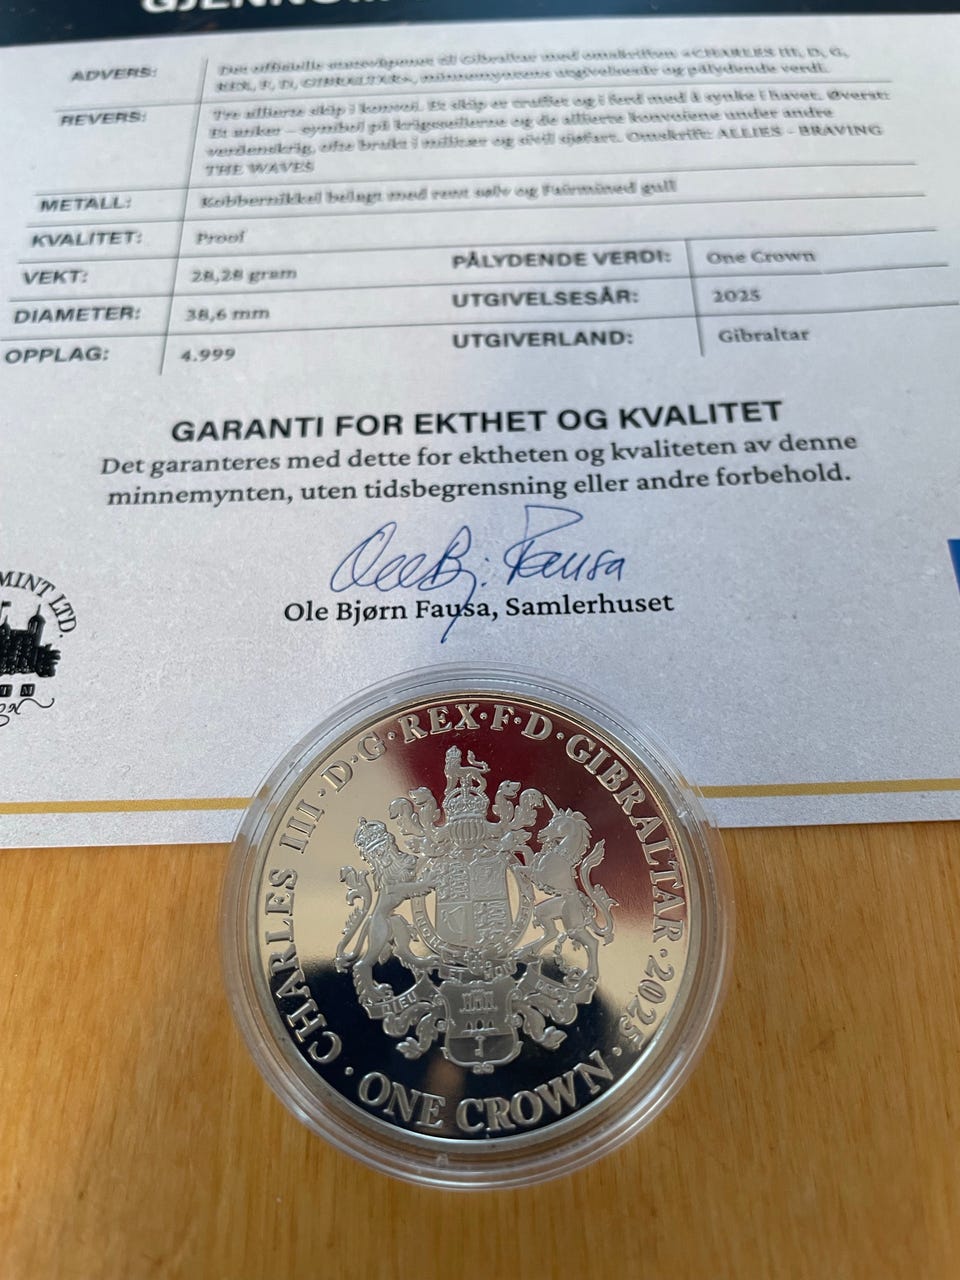 ADVERS:
Det offisielle statsvåpenet til Gibraltar med omskriften «CHARLES III, D, G,
REX, F, D, GIBRALTAR», minnemyntens utgivelsesår og pålydende verdi.
REVERS:
Tre allierte skip i konvoi. Et skip er truffet og i ferd med å synke i havet. Øverst:
Et anker – symbol på krigsseilerne og de allierte konvoiene under andre
verdenskrig, ofte brukt i militær og sivil sjøfart. Omskrift: ALLIES - BRAVING
THE WAVES
METALL:
Kobbernikkel belagt med rent sølv og Fairmined gull
KVALITET:
Proof
VEKT:
28,28 gram
DIAMETER:
38,6 mm
OPPLAG:
4.999
PÅLYDENDE VERDI:
One Crown
UTGIVELSESÅR:
2025
UTGIVERLAND:
Gibraltar
GARANTI FOR EKTHET OG KVALITET
Det garanteres med dette for ektheten og kvaliteten av denne
minnemynten, uten tidsbegrensning eller andre forbehold.
Ole Bj. Fausa
Ole Bjørn Fausa, Samlerhuset
MINT LTD.
CHARLES III · D · G · REX · F · D · GIBRALTAR · 2025 ·
DIEU
· ONE CROWN